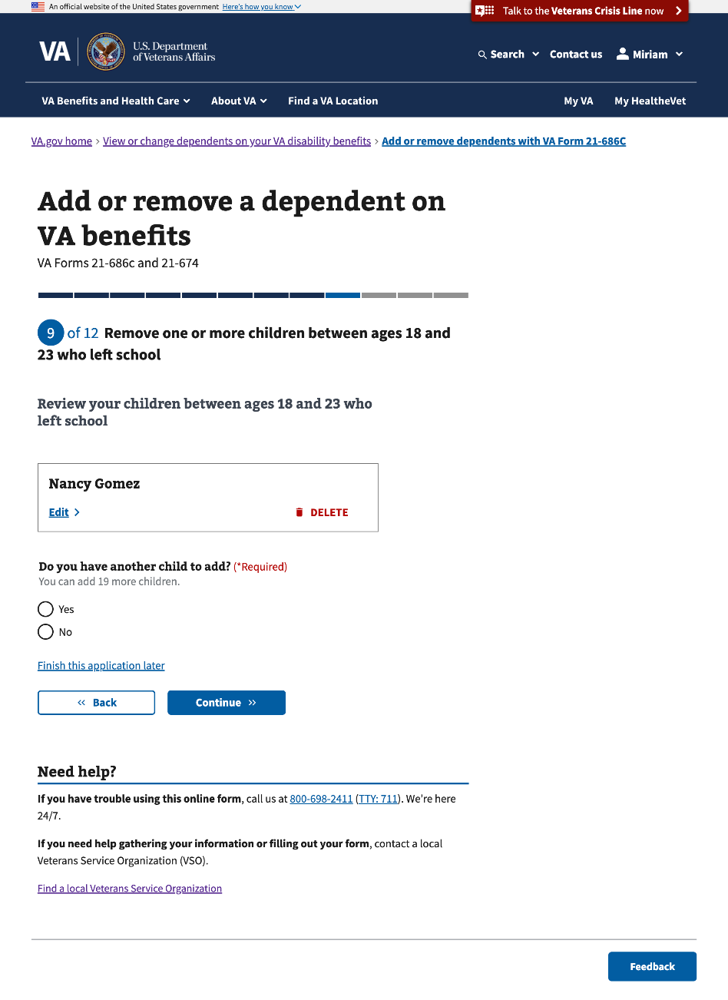 An official website of the United States government Here's how you know
Talk to the Veterans Crisis Line now
VA
U.S. Department
of Veterans Affairs
Search
Contact us
Miriam
VA Benefits and Health Care
About VA
Find a VA Location
My VA
My HealtheVet
VA.gov home › View or change dependents on your VA disability benefits › Add or remove dependents with VA Form 21-686C
Add or remove a dependent on
VA benefits
VA Forms 21-686c and 21-674
9 of 12 Remove one or more children between ages 18 and
23 who left school
Review your children between ages 18 and 23 who
left school
Nancy Gomez
Edit
DELETE
Do you have another child to add? (*Required)
You can add 19 more children.
Yes
No
Finish this application later
« Back
Continue »
Need help?
If you have trouble using this online form, call us at 800-698-2411 (TTY: 711). We're here
24/7.
If you need help gathering your information or filling out your form, contact a local
Veterans Service Organization (VSO).
Find a local Veterans Service Organization
Feedback